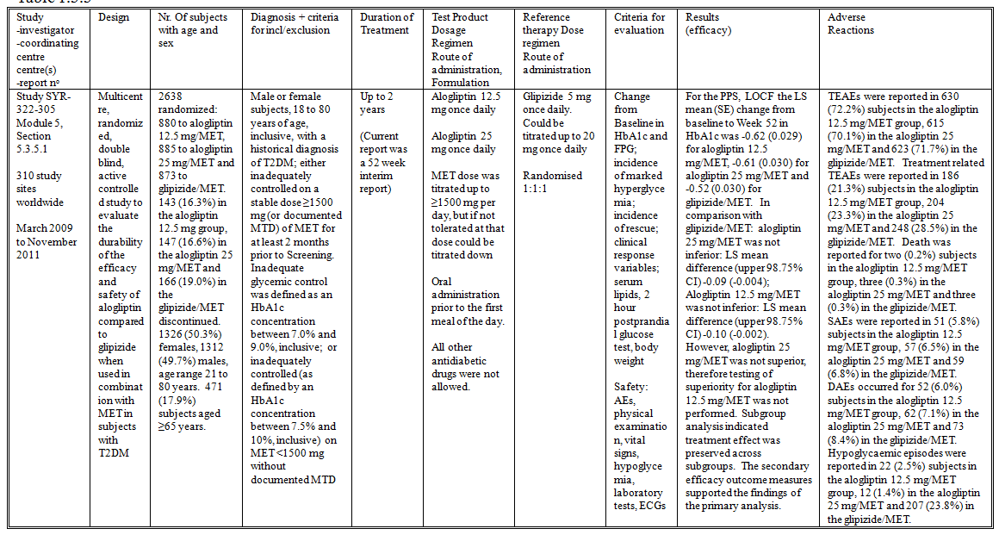 Table 1.5.5
Study
-investigator
-coordinating
centre
centre(s)
-report nº
Design
Nr. Of subjects
with age and
sex
Diagnosis + criteria
for incl/exclusion
Duration of
Treatment
Test Product
Dosage
Regimen
Route of
administration,
Formulation
Reference
therapy Dose
regimen
Route of
administration
Criteria for
evaluation
Results
(efficacy)
Adverse
Reactions
Study SYR-
322-305
Module 5,
Section
5.3.5.1
310 study
sites
worldwide
March 2009
to November
2011
Multicent
re,
randomiz
ed,
double
blind,
active
controlle
d study to
evaluate
the
durability
of the
efficacy
and
safety of
alogliptin
compared
to
glipizide
when
used in
combinat
ion with
MET in
subjects
with
T2DM
2638
randomized:
880 to alogliptin
12.5 mg/MET,
885 to alogliptin
25 mg/MET and
873 to
glipizide/MET.
143 (16.3%) in
the alogliptin
12.5 mg group,
147 (16.6%) in
the alogliptin 25
mg/MET and
166 (19.0%) in
the
glipizide/MET
discontinued.
1326 (50.3%)
females, 1312
(49.7%) males,
age range 21 to
80 years. 471
(17.9%)
subjects aged
≥65 years.
Male or female
subjects, 18 to 80
years of age,
inclusive, with a
historical diagnosis
of T2DM; either
inadequately
controlled on a
stable dose ≥1500
mg (or documented
MTD) of MET for
at least 2 months
prior to Screening.
Inadequate
glycemic control
was defined as an
HbA1c
concentration
between 7.0% and
9.0%, inclusive; or
inadequately
controlled (as
defined by an
HbA1c
concentration
between 7.5% and
10%, inclusive) on
MET <1500 mg
without
documented MTD
Up to 2
years
(Current
report was
a 52 week
interim
report)
Alogliptin 12.5
mg once daily
Alogliptin 25
mg once daily
MET dose was
titrated up to
≥1500 mg per
day, but if not
tolerated at that
dose could be
titrated down
Oral
administration
prior to the first
meal of the day.
All other
antidiabetic
drugs were not
allowed.
Glipizide 5 mg
once daily.
Could be
titrated up to 20
mg once daily
Randomised
1:1:1
Change
from
Baseline in
HbA1c and
FPG;
incidence
of marked
hyperglyce
mia;
incidence
of rescue;
clinical
response
variables;
serum
lipids, 2
hour
postprandia
l glucose
test, body
weight
Safety:
AEs,
physical
examinatio
n, vital
signs,
hypoglyce
mia,
laboratory
tests, ECGs
For the PPS, LOCF the LS
mean (SE) change from
baseline to Week 52 in
HbA1c was -0.62 (0.029)
for alogliptin 12.5
mg/MET, -0.61 (0.030) for
alogliptin 25 mg/MET and
-0.52 (0.030) for
glipizide/MET. In
comparison with
glipizide/MET: alogliptin
25 mg/MET was not
inferior: LS mean
difference (upper 98.75%
CI) -0.09 (-0.004);
Alogliptin 12.5 mg/MET
was not inferior: LS mean
difference (upper 98.75%
CI) -0.10 (-0.002).
However, alogliptin 25
mg/MET was not superior,
therefore testing of
superiority for alogliptin
12.5 mg/MET was not
performed. Subgroup
analysis indicated
treatment effect was
preserved across
subgroups. The secondary
efficacy outcome measures
supported the findings of
the primary analysis.
TEAEs were reported in 630
(72.2%) subjects in the alogliptin
12.5 mg/MET group, 615
(70.1%) in the alogliptin 25
mg/MET and 623 (71.7%) in the
glipizide/MET. Treatment related
TEAEs were reported in 186
(21.3%) subjects in the alogliptin
12.5 mg/MET group, 204
(23.3%) in the alogliptin 25
mg/MET and 248 (28.5%) in the
glipizide/MET. Death was
reported for two (0.2%) subjects
in the alogliptin 12.5 mg/MET
group, three (0.3%) in the
alogliptin 25 mg/MET and three
(0.3%) in the glipizide/MET.
SAEs were reported in 51 (5.8%)
subjects in the alogliptin 12.5
mg/MET group, 57 (6.5%) in the
alogliptin 25 mg/MET and 59
(6.8%) in the glipizide/MET.
DAEs occurred for 52 (6.0%)
subjects in the alogliptin 12.5
mg/MET group, 62 (7.1%) in the
alogliptin 25 mg/MET and 73
(8.4%) in the glipizide/MET.
Hypoglycaemic episodes were
reported in 22 (2.5%) subjects in
the alogliptin 12.5 mg/MET
group, 12 (1.4%) in the alogliptin
25 mg/MET and 207 (23.8%) in
the glipizide/MET.